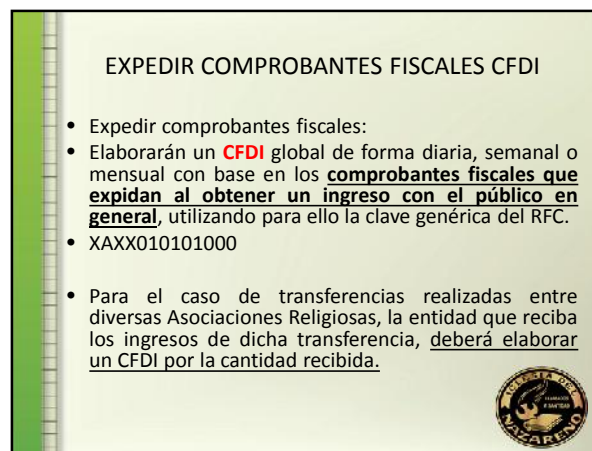 EXPEDIR COMPROBANTES FISCALES CFDI
• Expedir comprobantes fiscales:
• Elaborarán un CFDI global de forma diaria, semanal o
mensual con base en los comprobantes fiscales que
expidan al obtener un ingreso con el público en
general, utilizando para ello la clave genérica del RFC.
• XAXX010101000
• Para el caso de transferencias realizadas entre
diversas Asociaciones Religiosas, la entidad que reciba
los ingresos de dicha transferencia, deberá elaborar
un CFDI por la cantidad recibida.
IGLESIA DEL
NAZARENO